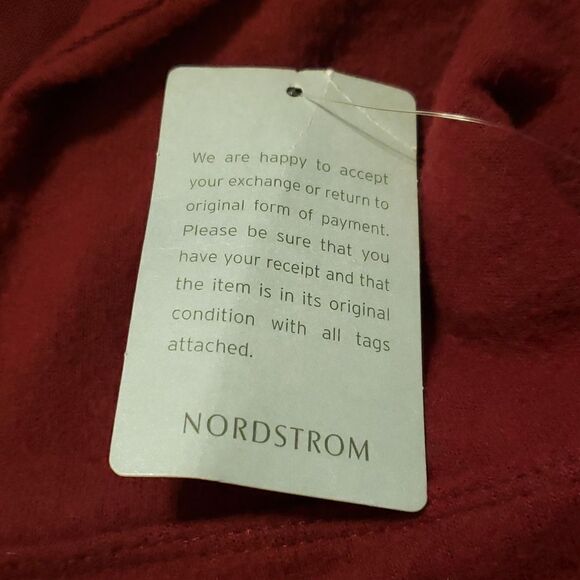 We are happy to accept
your exchange or return to
original form of payment.
Please be sure that you
have your receipt and that
the item is in its original
condition with all tags
attached.
NORDSTROM